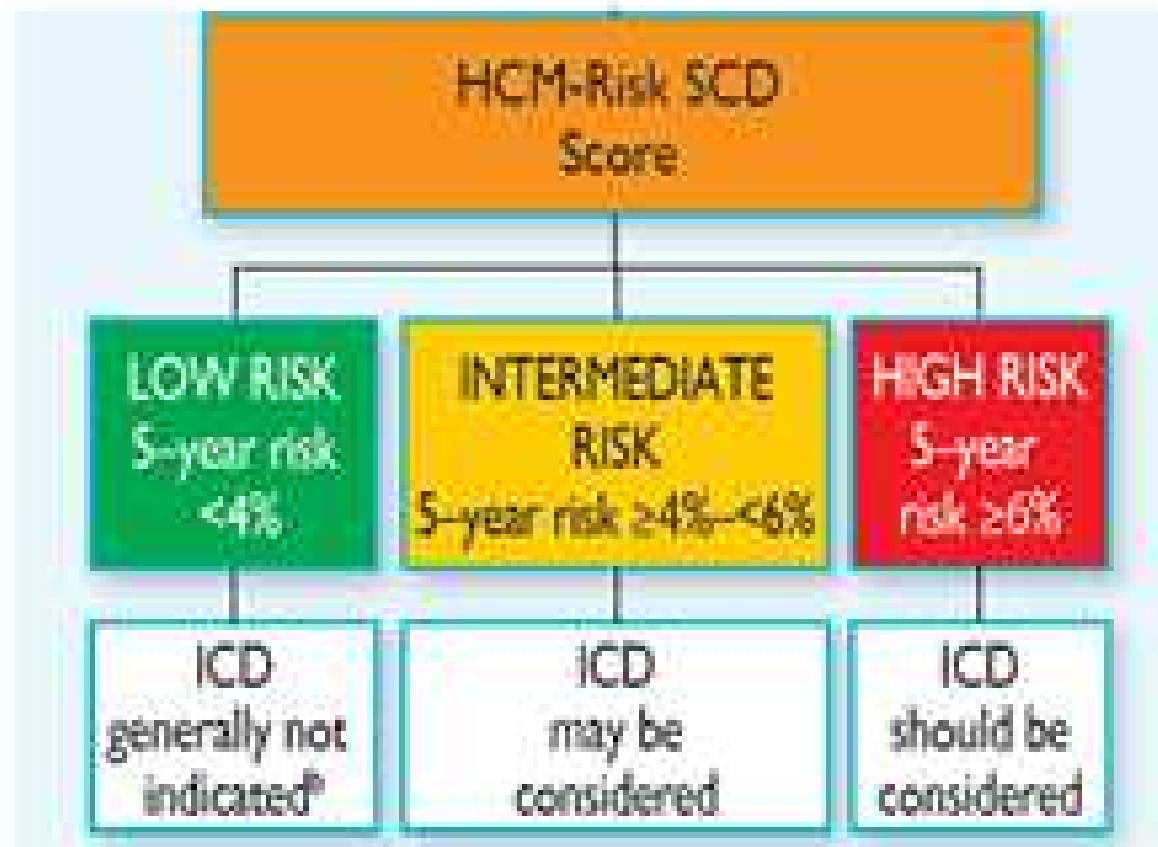 HCM-Risk SCD
Score
LOW RISK
5-year risk
<4%
INTERMEDIATE
RISK
5-year risk ≥4%-<6%
HIGH RISK
5-year
risk ≥6%
ICD
generally not
indicated
ICD
may be
considered
ICD
should be
considered